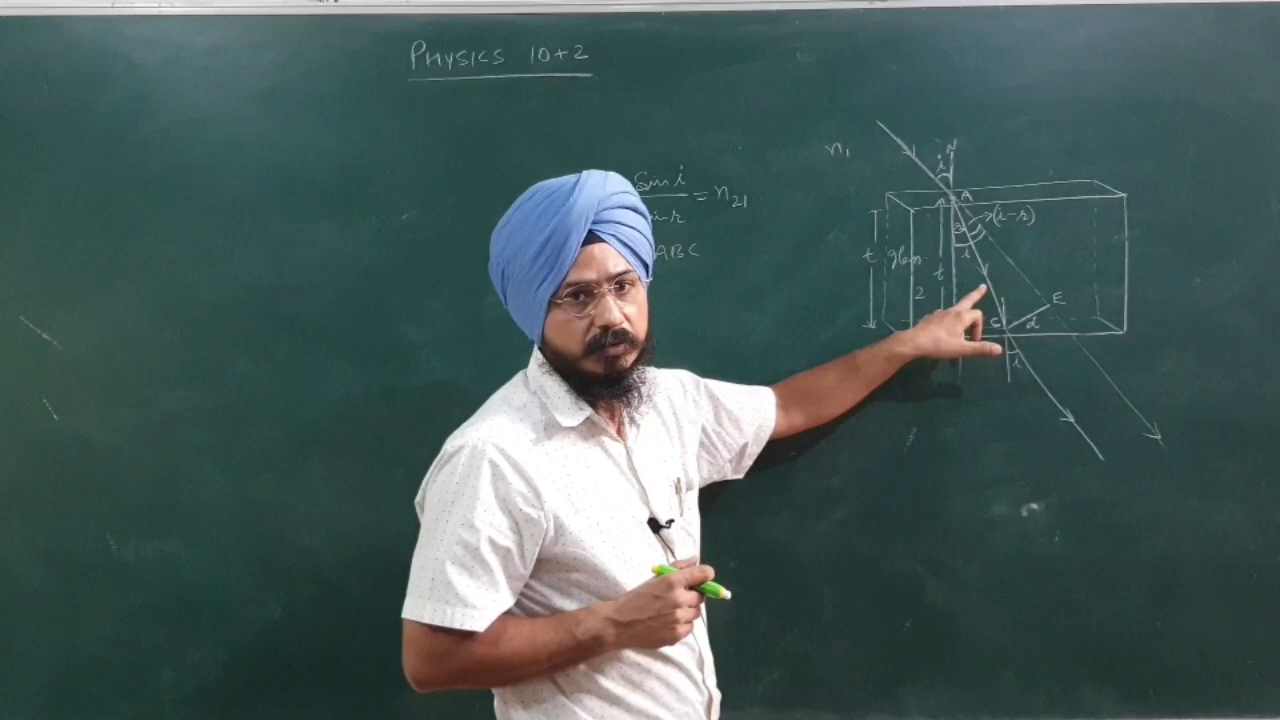 PHYSICS 10+2
n₁
i N
Sin i
= n₂₁
A
(i-r)
r
i
t
glass
t
2
ABC
E
C
d
i